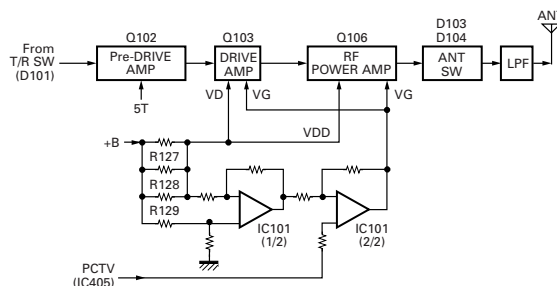 ANT
Q102
Q103
Q106
D103
D104
From
T/R SW
(D101)
Pre-DRIVE
AMP
DRIVE
AMP
RF
POWER AMP
ANT
SW
LPF
5T
VD
VG
VG
VDD
+B
R127
R128
R129
IC101
(1/2)
IC101
(2/2)
PCTV
(IC405)